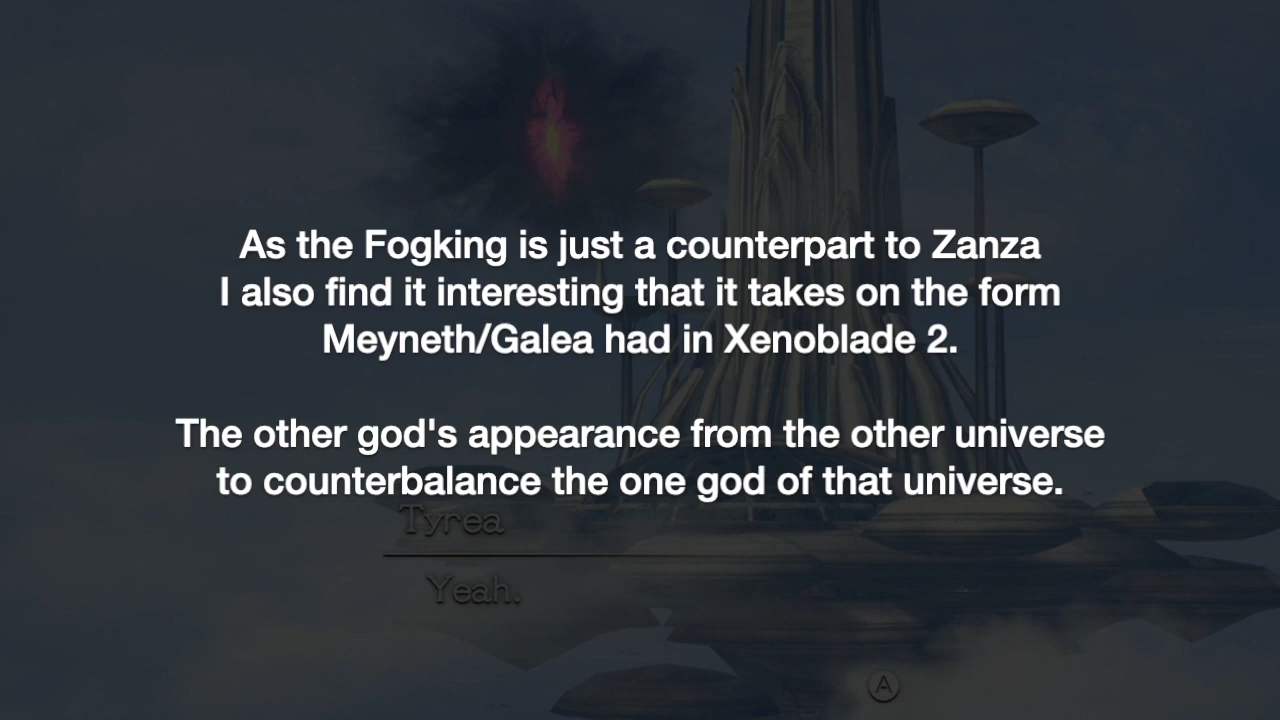 As the Fogking is just a counterpart to Zanza
I also find it interesting that it takes on the form
Meyneth/Galea had in Xenoblade 2.
The other god's appearance from the other universe
to counterbalance the one god of that universe.
Tyrea
Yeah.
A